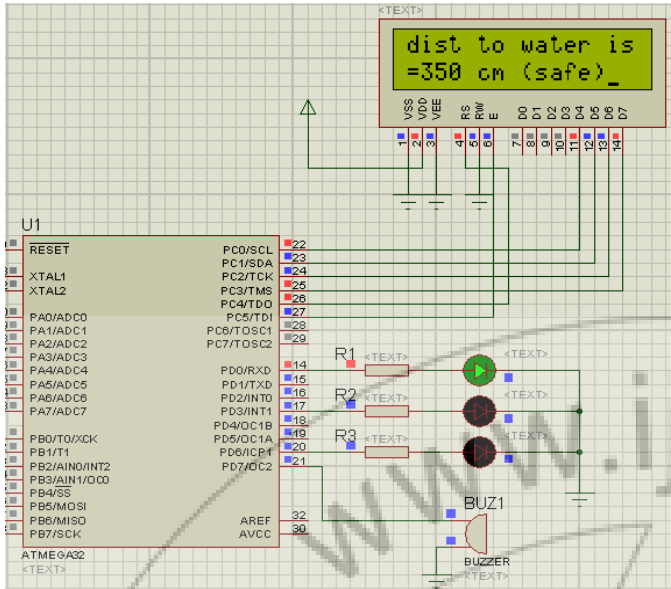 <TEXT>
dist to water is
=350 cm (safe)_
VSS VDD VEE RS RW E D0 D1 D2 D3 D4 D5 D6 D7
1 2 3 4 5 6 7 8 9 10 11 12 13 14
U1
RESET PC0/SCL 22
PC1/SDA 23
XTAL1 PC2/TCK 24
XTAL2 PC3/TMS 25
PC4/TDO 26
PA0/ADC0 PC5/TDI 27
PA1/ADC1 PC6/TOSC1 28
PA2/ADC2 PC7/TOSC2 29
PA3/ADC3
PA4/ADC4 PD0/RXD 14
PA5/ADC5 PD1/TXD 15
PA6/ADC6 PD2/INT0 16
PA7/ADC7 PD3/INT1 17
PD4/OC1B 18
PB0/T0/XCK PD5/OC1A 19
PB1/T1 PD6/ICP1 20
PB2/AIN0/INT2 PD7/OC2 21
PB3/AIN1/OC0
PB4/SS
PB5/MOSI
PB6/MISO AREF 32
PB7/SCK AVCC 30
ATMEGA32
<TEXT>
R1 <TEXT> <TEXT>
R2 <TEXT> <TEXT>
R3 <TEXT> <TEXT>
BUZ1
BUZZER
<TEXT>
www.ij